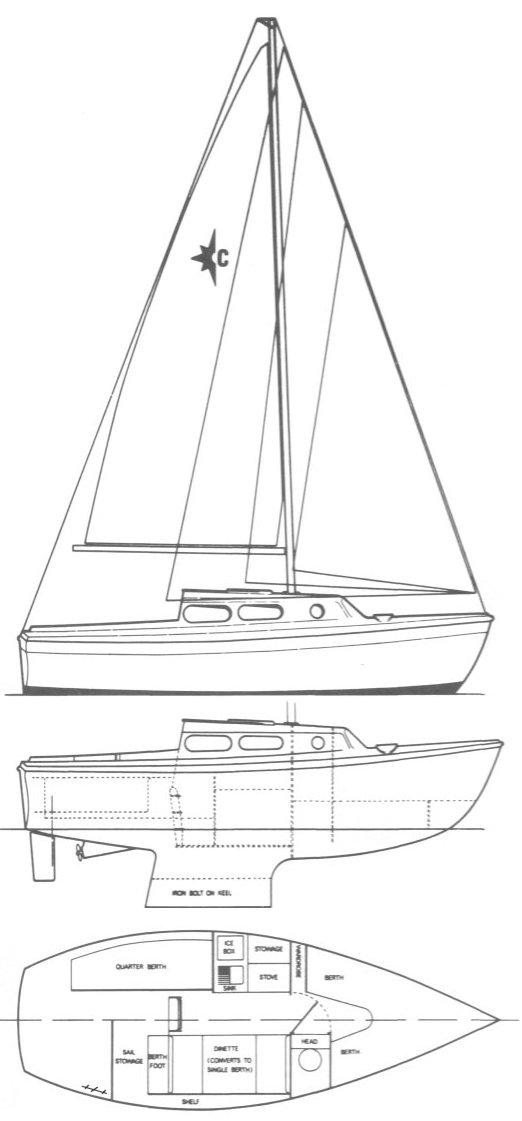 C
IRON BOLT ON KEEL
ICE
BOX
STOWAGE
WARDROBE
QUARTER BERTH
SINK
STOVE
BERTH
SAIL
STOWAGE
BERTH
FOOT
DINETTE
(CONVERTS TO
SINGLE BERTH)
HEAD
BERTH
SHELF